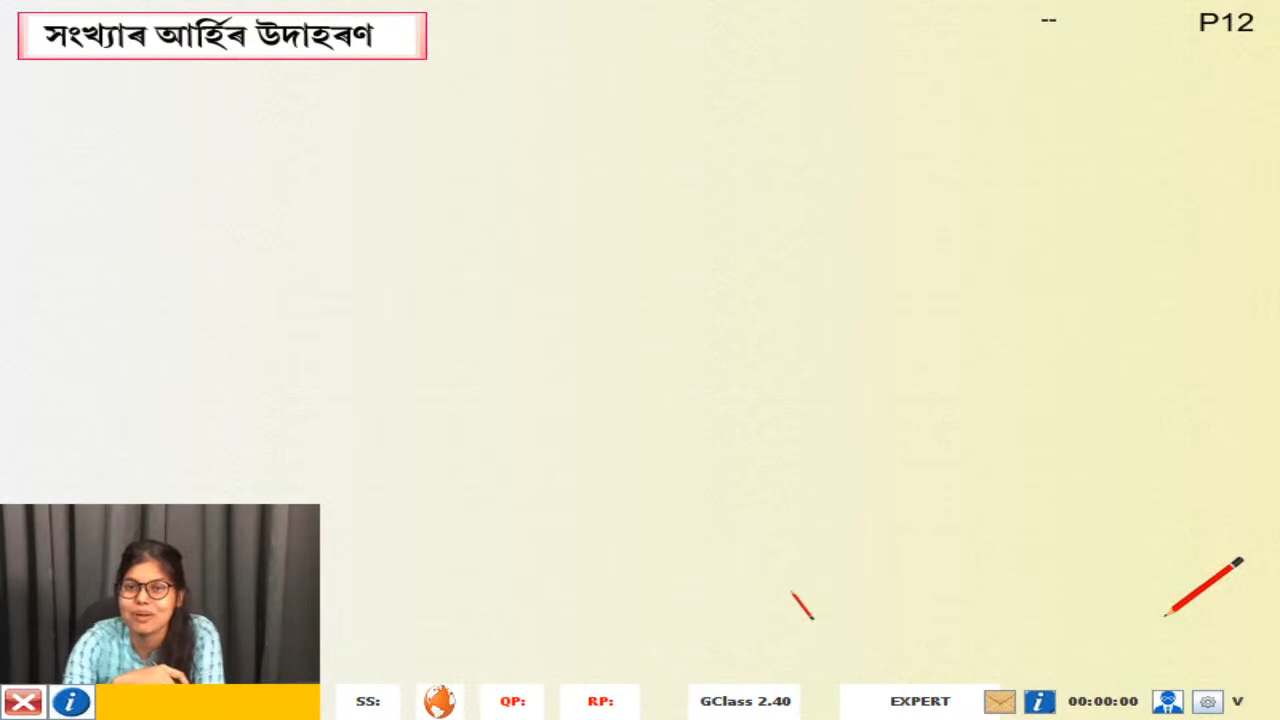 সংখ্যাৰ আৰ্হিৰ উদাহৰণ
--
P12
SS:
QP:
RP:
GClass 2.40
EXPERT
00:00:00
V